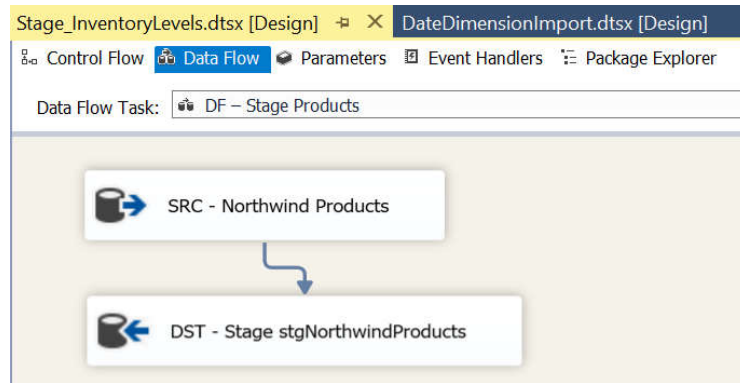 Stage_InventoryLevels.dtsx [Design] DateDimensionImport.dtsx [Design]
Control Flow Data Flow Parameters Event Handlers Package Explorer
Data Flow Task: DF – Stage Products
SRC - Northwind Products
DST - Stage stgNorthwindProducts